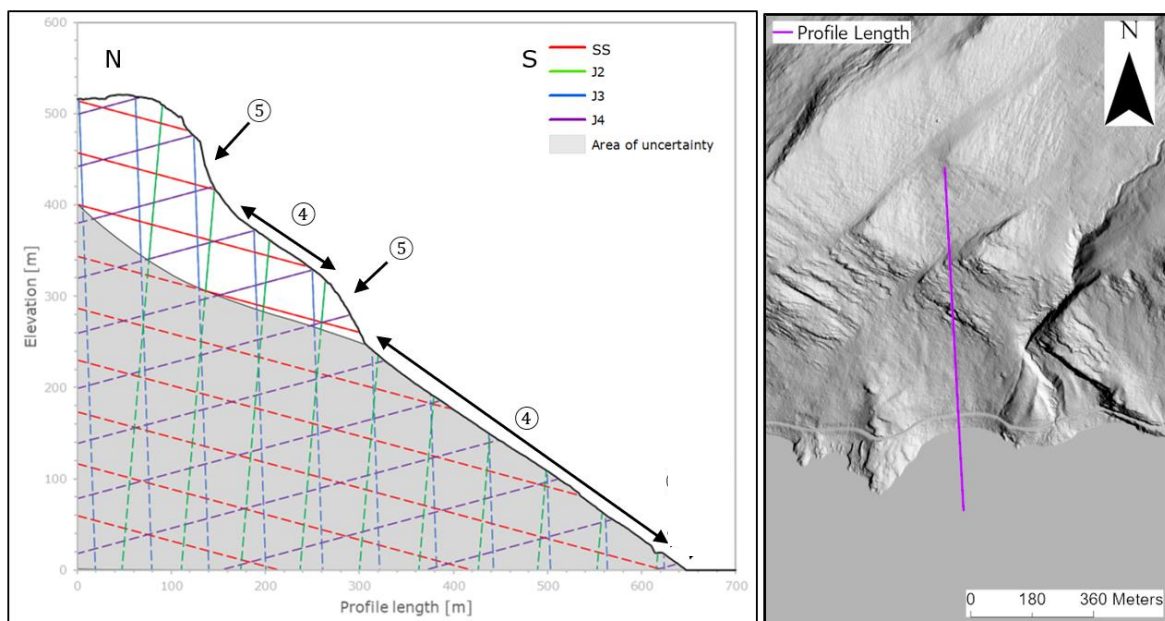 600
500
400
300
200
100
0
Elevation [m]
0 100 200 300 400 500 600 700
Profile length [m]
N
S
SS
J2
J3
J4
Area of uncertainty
⑤
④
⑤
④
Profile Length
N
0 180 360 Meters